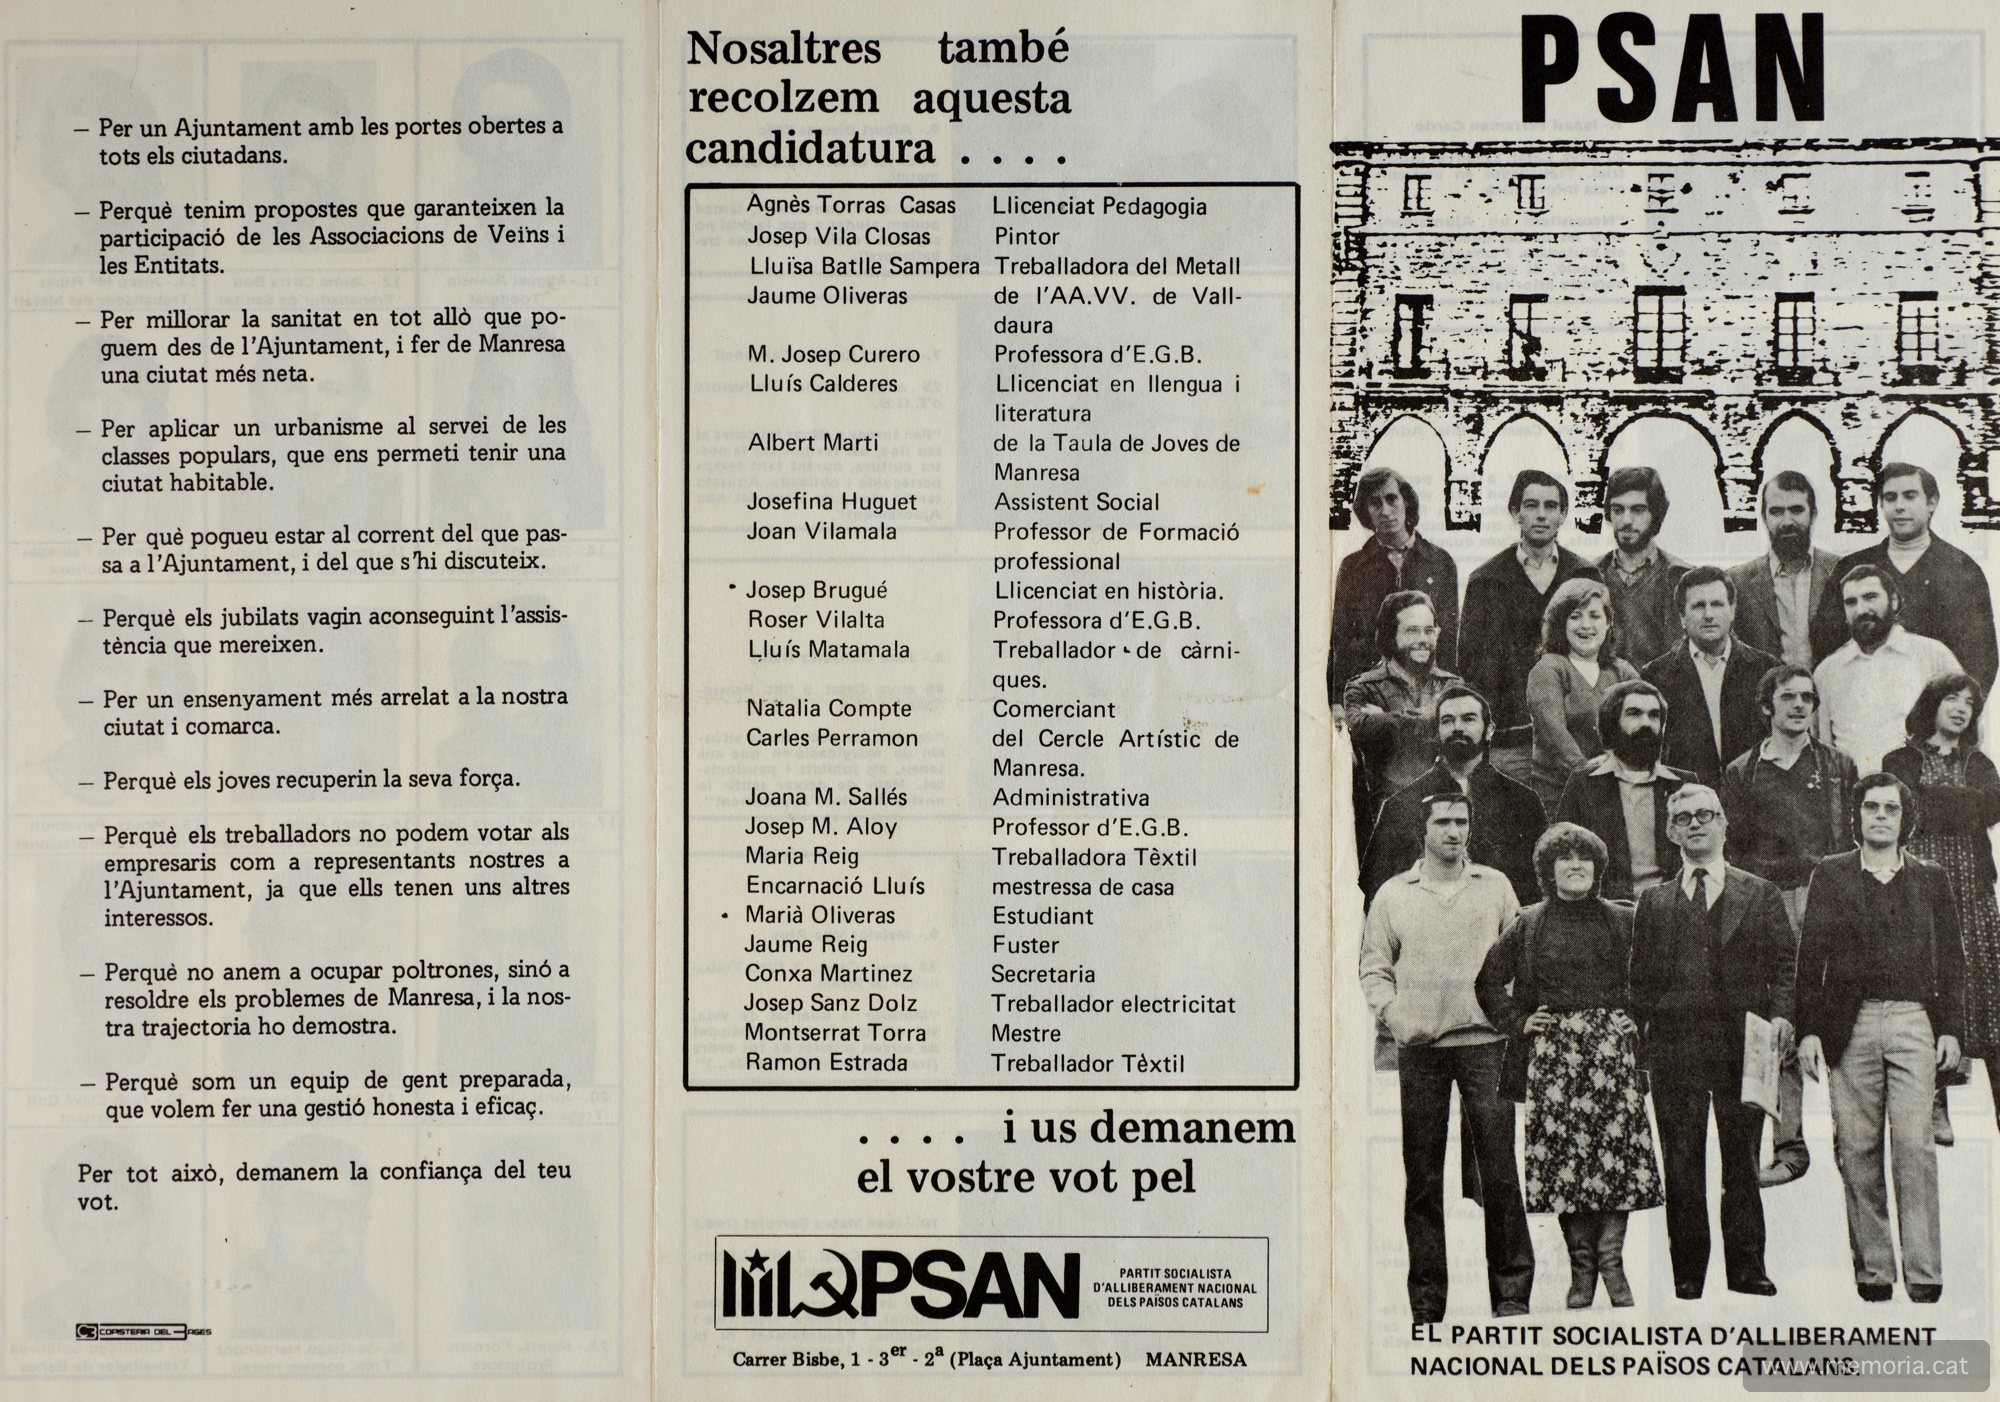 — Per un Ajuntament amb les portes obertes a
tots els ciutadans.
— Perquè tenim propostes que garanteixen la
participació de les Associacions de Veïns i
les Entitats.
— Per millorar la sanitat en tot allò que po-
guem des de l'Ajuntament, i fer de Manresa
una ciutat més neta.
— Per aplicar un urbanisme al servei de les
classes populars, que ens permeti tenir una
ciutat habitable.
— Per què pogueu estar al corrent del que pas-
sa a l'Ajuntament, i del que s'hi discuteix.
— Perquè els jubilats vagin aconseguint l'assis-
tència que mereixen.
— Per un ensenyament més arrelat a la nostra
ciutat i comarca.
— Perquè els joves recuperin la seva força.
— Perquè els treballadors no podem votar als
empresaris com a representants nostres a
l'Ajuntament, ja que ells tenen uns altres
interessos.
— Perquè no anem a ocupar poltrones, sinó a
resoldre els problemes de Manresa, i la nos-
tra trajectoria ho demostra.
— Perquè som un equip de gent preparada,
que volem fer una gestió honesta i eficaç.
Per tot això, demanem la confiança del teu
vot.
COPISTERIA DEL BAGES
Nosaltres també
recolzem aquesta
candidatura . . . .
Agnès Torras Casas Llicenciat Pedagogia
Josep Vila Closas Pintor
Lluïsa Batlle Sampera Treballadora del Metall
Jaume Oliveras de l'AA.VV. de Vall-
daura
M. Josep Curero Professora d'E.G.B.
Lluís Calderes Llicenciat en llengua i
literatura
Albert Marti de la Taula de Joves de
Manresa
Josefina Huguet Assistent Social
Joan Vilamala Professor de Formació
professional
Josep Brugué Llicenciat en història.
Roser Vilalta Professora d'E.G.B.
Lluís Matamala Treballador de càrni-
ques.
Natalia Compte Comerciant
Carles Perramon del Cercle Artístic de
Manresa.
Joana M. Sallés Administrativa
Josep M. Aloy Professor d'E.G.B.
Maria Reig Treballadora Tèxtil
Encarnació Lluís mestressa de casa
Marià Oliveras Estudiant
Jaume Reig Fuster
Conxa Martinez Secretaria
Josep Sanz Dolz Treballador electricitat
Montserrat Torra Mestre
Ramon Estrada Treballador Tèxtil
. . . . i us demanem
el vostre vot pel
PSAN
PARTIT SOCIALISTA
D'ALLIBERAMENT NACIONAL
DELS PAÏSOS CATALANS
Carrer Bisbe, 1 - 3er - 2a (Plaça Ajuntament) MANRESA
PSAN
EL PARTIT SOCIALISTA D'ALLIBERAMENT
NACIONAL DELS PAÏSOS CATALANS.
www.memoria.cat